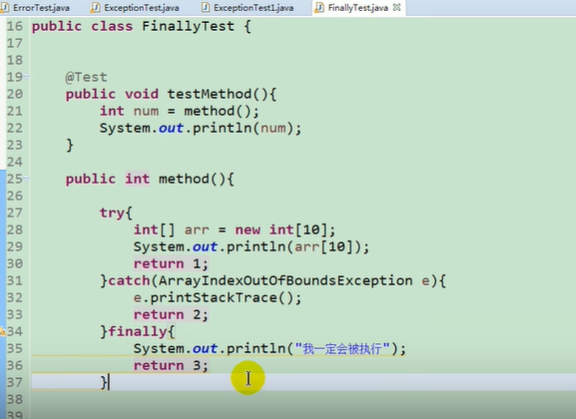 ErrorTest.java ExceptionTest.java ExceptionTest1.java FinallyTest.java
16 public class FinallyTest {
17
18
19 @Test
20 public void testMethod(){
21 int num = method();
22 System.out.println(num);
23 }
24
25 public int method(){
26
27 try{
28 int[] arr = new int[10];
29 System.out.println(arr[10]);
30 return 1;
31 }catch(ArrayIndexOutOfBoundsException e){
32 e.printStackTrace();
33 return 2;
34 }finally{
35 System.out.println("我一定会被执行");
36 return 3;
37 }
38
39